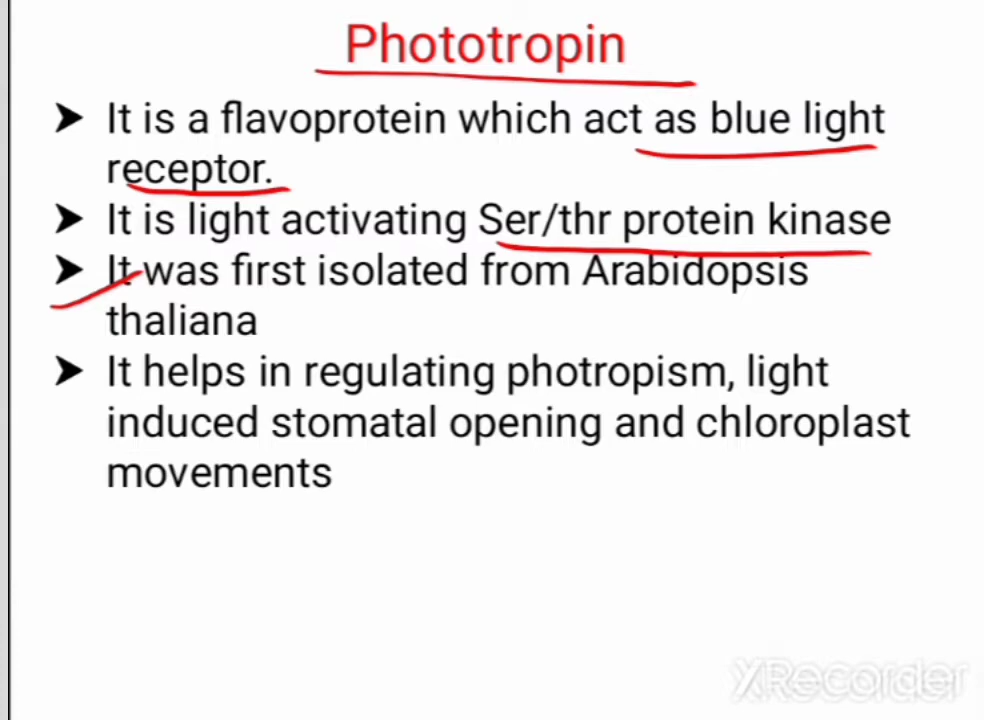 Phototropin
➤ It is a flavoprotein which act as blue light
receptor.
➤ It is light activating Ser/thr protein kinase
➤ It was first isolated from Arabidopsis
thaliana
➤ It helps in regulating photropism, light
induced stomatal opening and chloroplast
movements
XRecorder